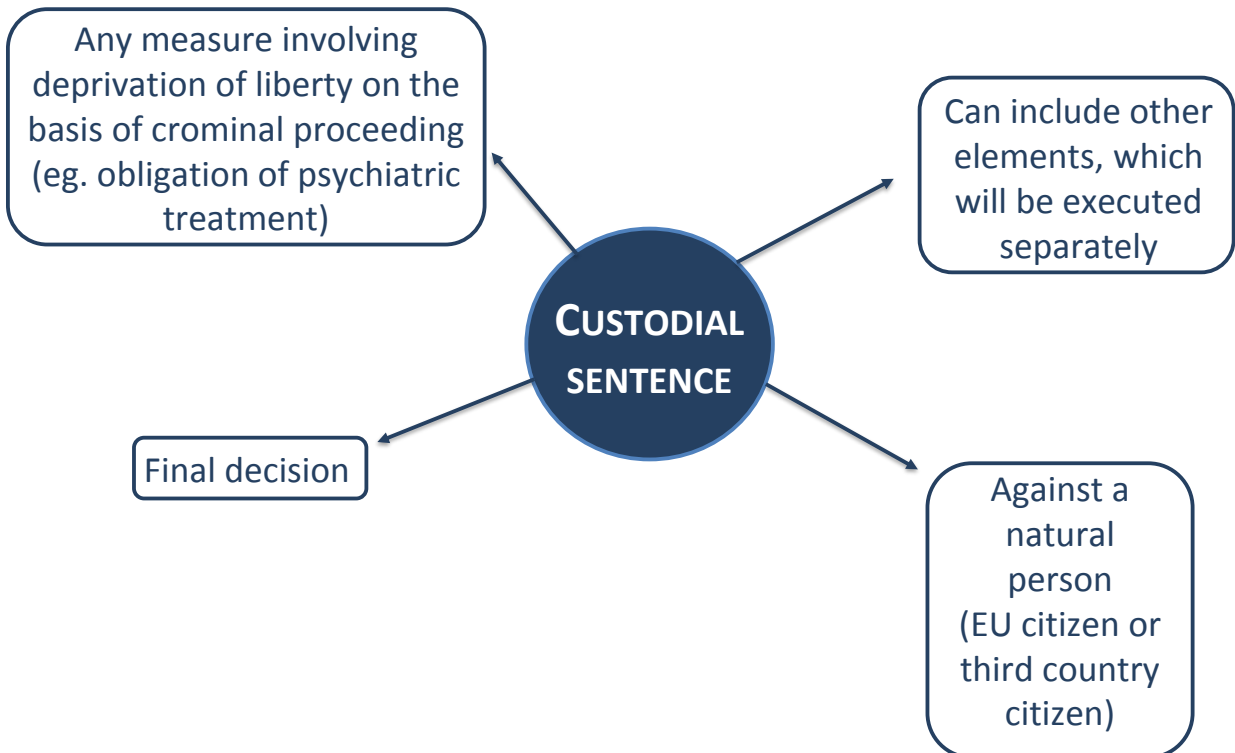 Any measure involving
deprivation of liberty on the
basis of crominal proceeding
(eg. obligation of psychiatric
treatment)
Can include other
elements, which
will be executed
separately
CUSTODIAL
SENTENCE
Final decision
Against a
natural
person
(EU citizen or
third country
citizen)